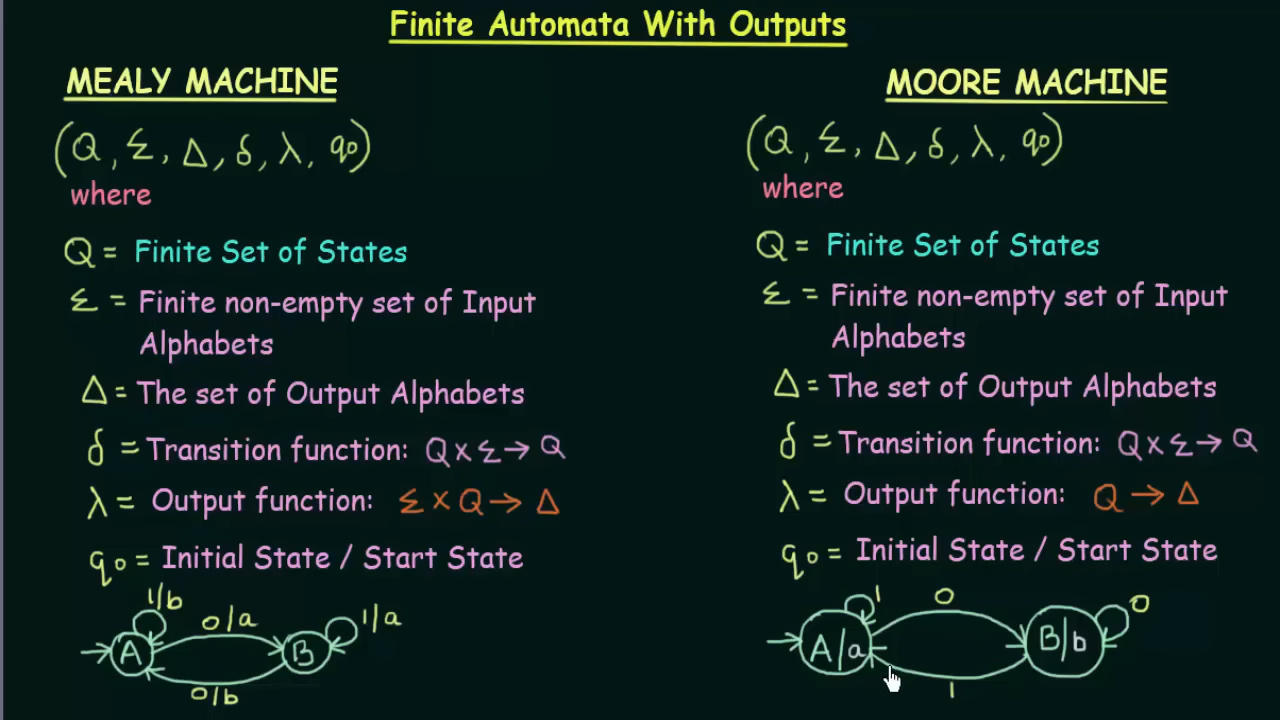 Finite Automata With Outputs
MEALY MACHINE
(Q, Σ, Δ, δ, λ, q0)
where
Q = Finite Set of States
Σ = Finite non-empty set of Input
Alphabets
Δ = The set of Output Alphabets
δ = Transition function: Q x Σ → Q
λ = Output function: Σ x Q → Δ
q0 = Initial State / Start State
1/b
0/a
1/a
A
B
0/b
MOORE MACHINE
(Q, Σ, Δ, δ, λ, q0)
where
Q = Finite Set of States
Σ = Finite non-empty set of Input
Alphabets
Δ = The set of Output Alphabets
δ = Transition function: Q x Σ → Q
λ = Output function: Q → Δ
q0 = Initial State / Start State
1
0
0
A/a
B/b
1